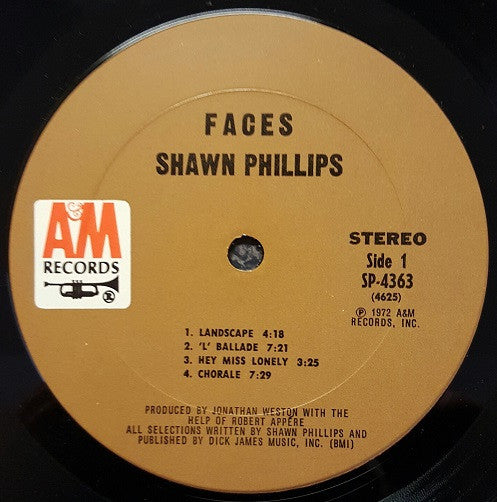 FACES
SHAWN PHILLIPS
A&M
RECORDS
STEREO
Side 1
SP-4363
(4625)
℗ 1972 A&M
RECORDS, INC.
1. LANDSCAPE 4:18
2. 'L' BALLADE 7:21
3. HEY MISS LONELY 3:25
4. CHORALE 7:29
PRODUCED BY JONATHAN WESTON WITH THE
HELP OF ROBERT APPÈRE
ALL SELECTIONS WRITTEN BY SHAWN PHILLIPS AND
PUBLISHED BY DICK JAMES MUSIC, INC. (BMI)